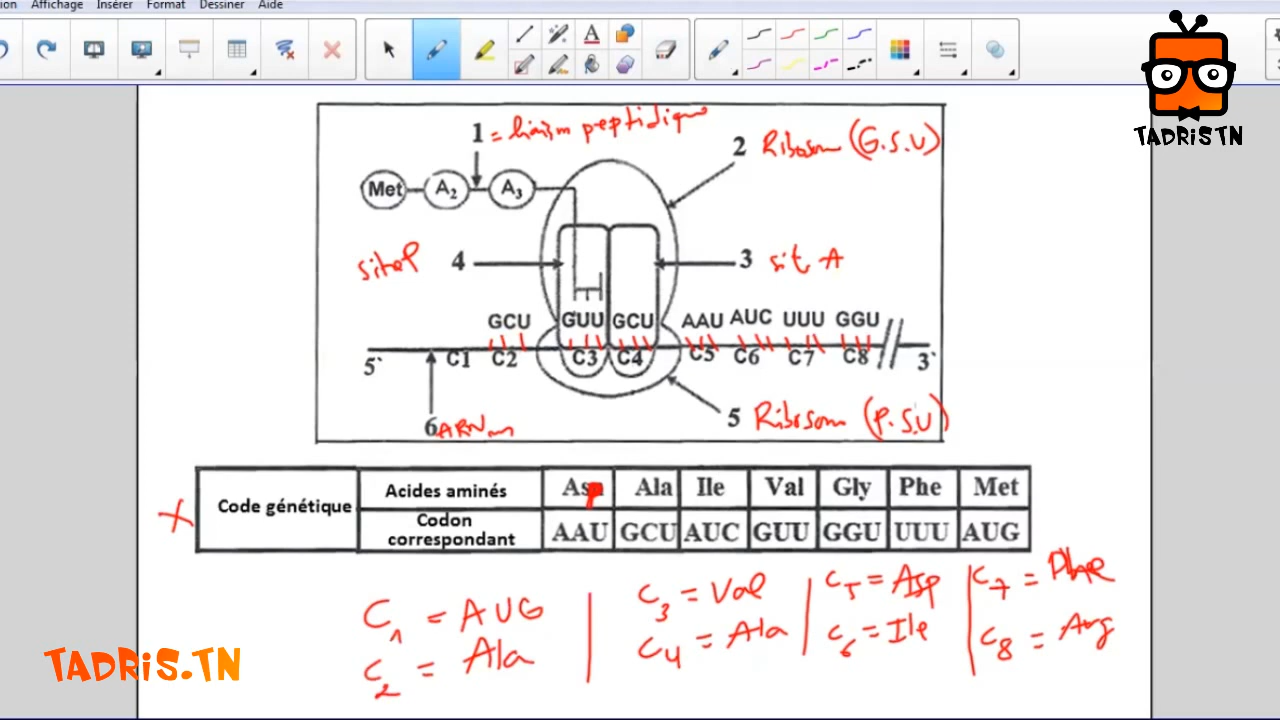 Affichage Insérer Format Dessiner Aide
TADRISTN
1 = liaison peptidique
2 Ribosom (G.S.U)
Met A2 A3
site P 4
3 sit A
GCU GUU GCU AAU AUC UUU GGU
5` C1 C2 C3 C4 C5 C6 C7 C8 3`
6 ARNm
5 Ribosom (P.S.U)
Code génétique
Acides aminés Asp Ala Ile Val Gly Phe Met
Codon correspondant AAU GCU AUC GUU GGU UUU AUG
C1 = AUG
C2 = Ala
C3 = Val
C4 = Ala
C5 = Asp
C6 = Ile
C7 = Phe
C8 = Arg
TADRIS.TN